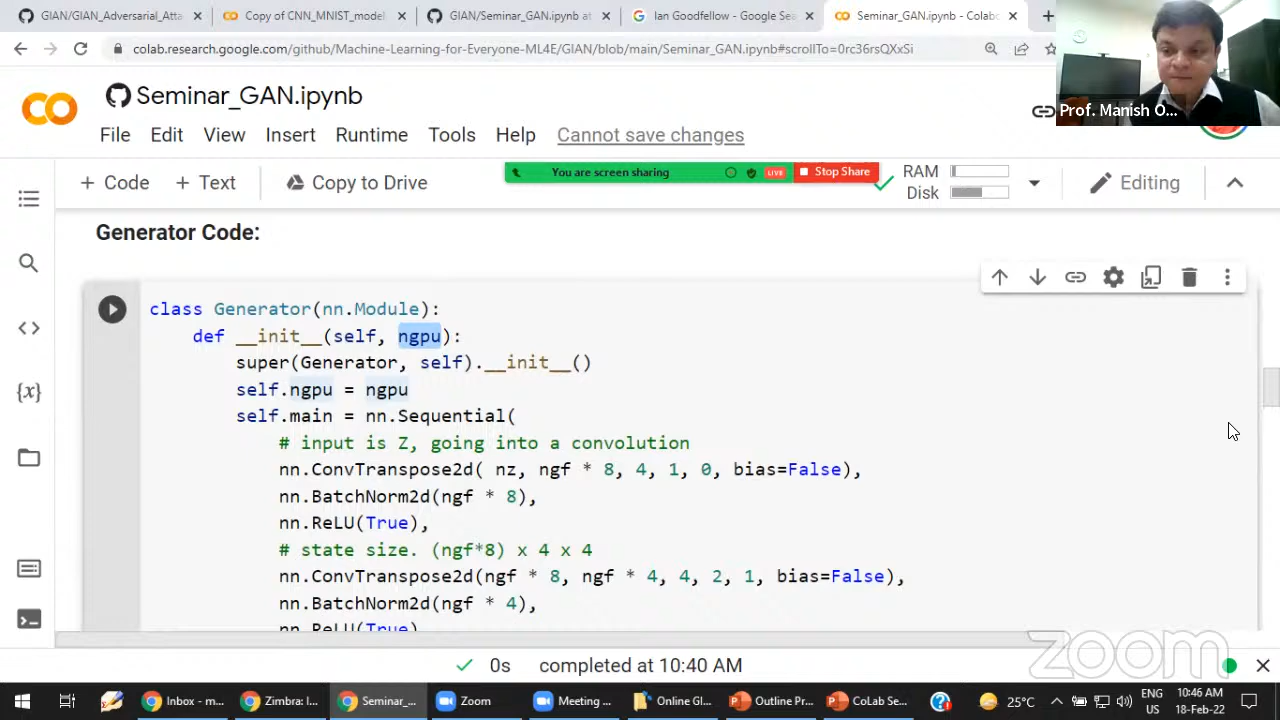 GIAN/GIAN_Adversarial_Atta
Copy of CNN_MNIST_model
GIAN/Seminar_GAN.ipynb at
Ian Goodfellow - Google Sea
Seminar_GAN.ipynb - Colab
colab.research.google.com/github/Machine-Learning-for-Everyone-ML4E/GIAN/blob/main/Seminar_GAN.ipynb#scrollTo=0rc36rsQXxSi
Prof. Manish O...
Seminar_GAN.ipynb
File Edit View Insert Runtime Tools Help Cannot save changes
You are screen sharing LIVE Stop Share
+ Code + Text Copy to Drive RAM Disk Editing
Generator Code:
class Generator(nn.Module):
def __init__(self, ngpu):
super(Generator, self).__init__()
self.ngpu = ngpu
self.main = nn.Sequential(
# input is Z, going into a convolution
nn.ConvTranspose2d( nz, ngf * 8, 4, 1, 0, bias=False),
nn.BatchNorm2d(ngf * 8),
nn.ReLU(True),
# state size. (ngf*8) x 4 x 4
nn.ConvTranspose2d(ngf * 8, ngf * 4, 4, 2, 1, bias=False),
nn.BatchNorm2d(ngf * 4),
nn.ReLU(True)
0s completed at 10:40 AM
zoom
Inbox - m... Zimbra: I... Seminar_... Zoom Meeting ... Online Gl... Outline Pr... CoLab Se... 25°C ENG US 10:46 AM 18-Feb-22